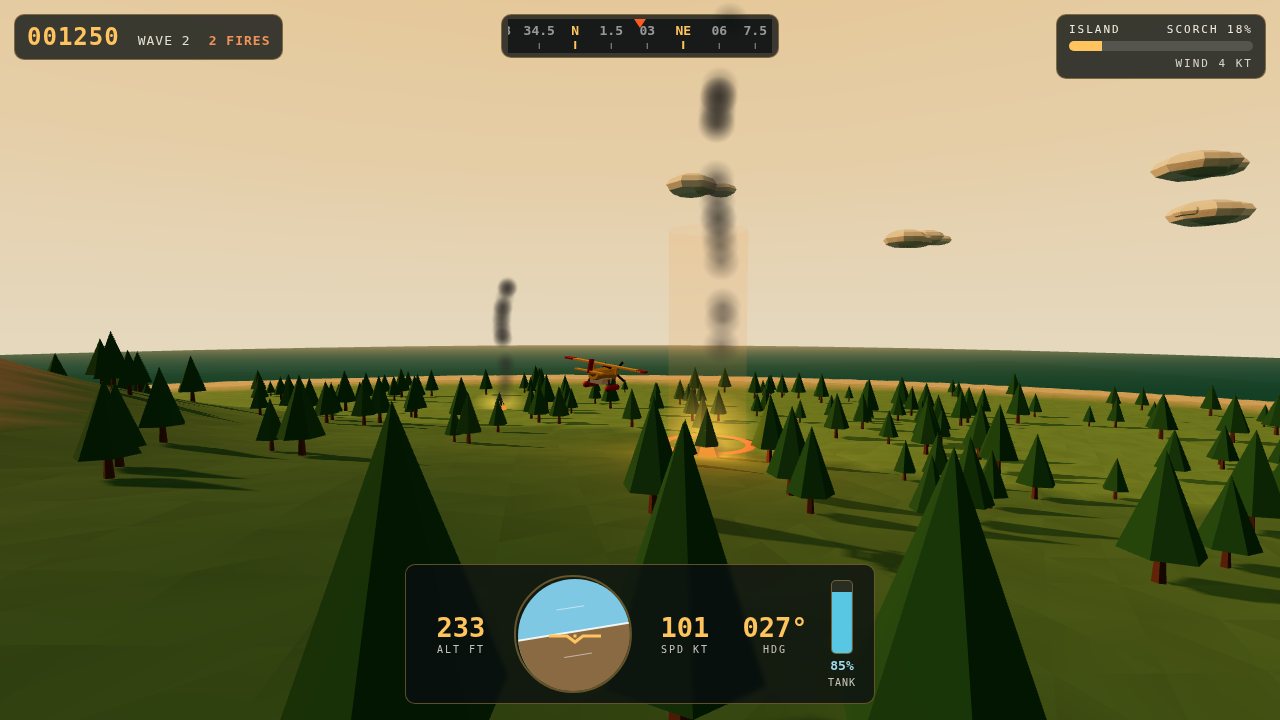 001250 WAVE 2 2 FIRES
34.5 N 1.5 03 NE 06 7.5
ISLAND SCORCH 18%
WIND 4 KT
233
ALT FT
101
SPD KT
027°
HDG
85%
TANK